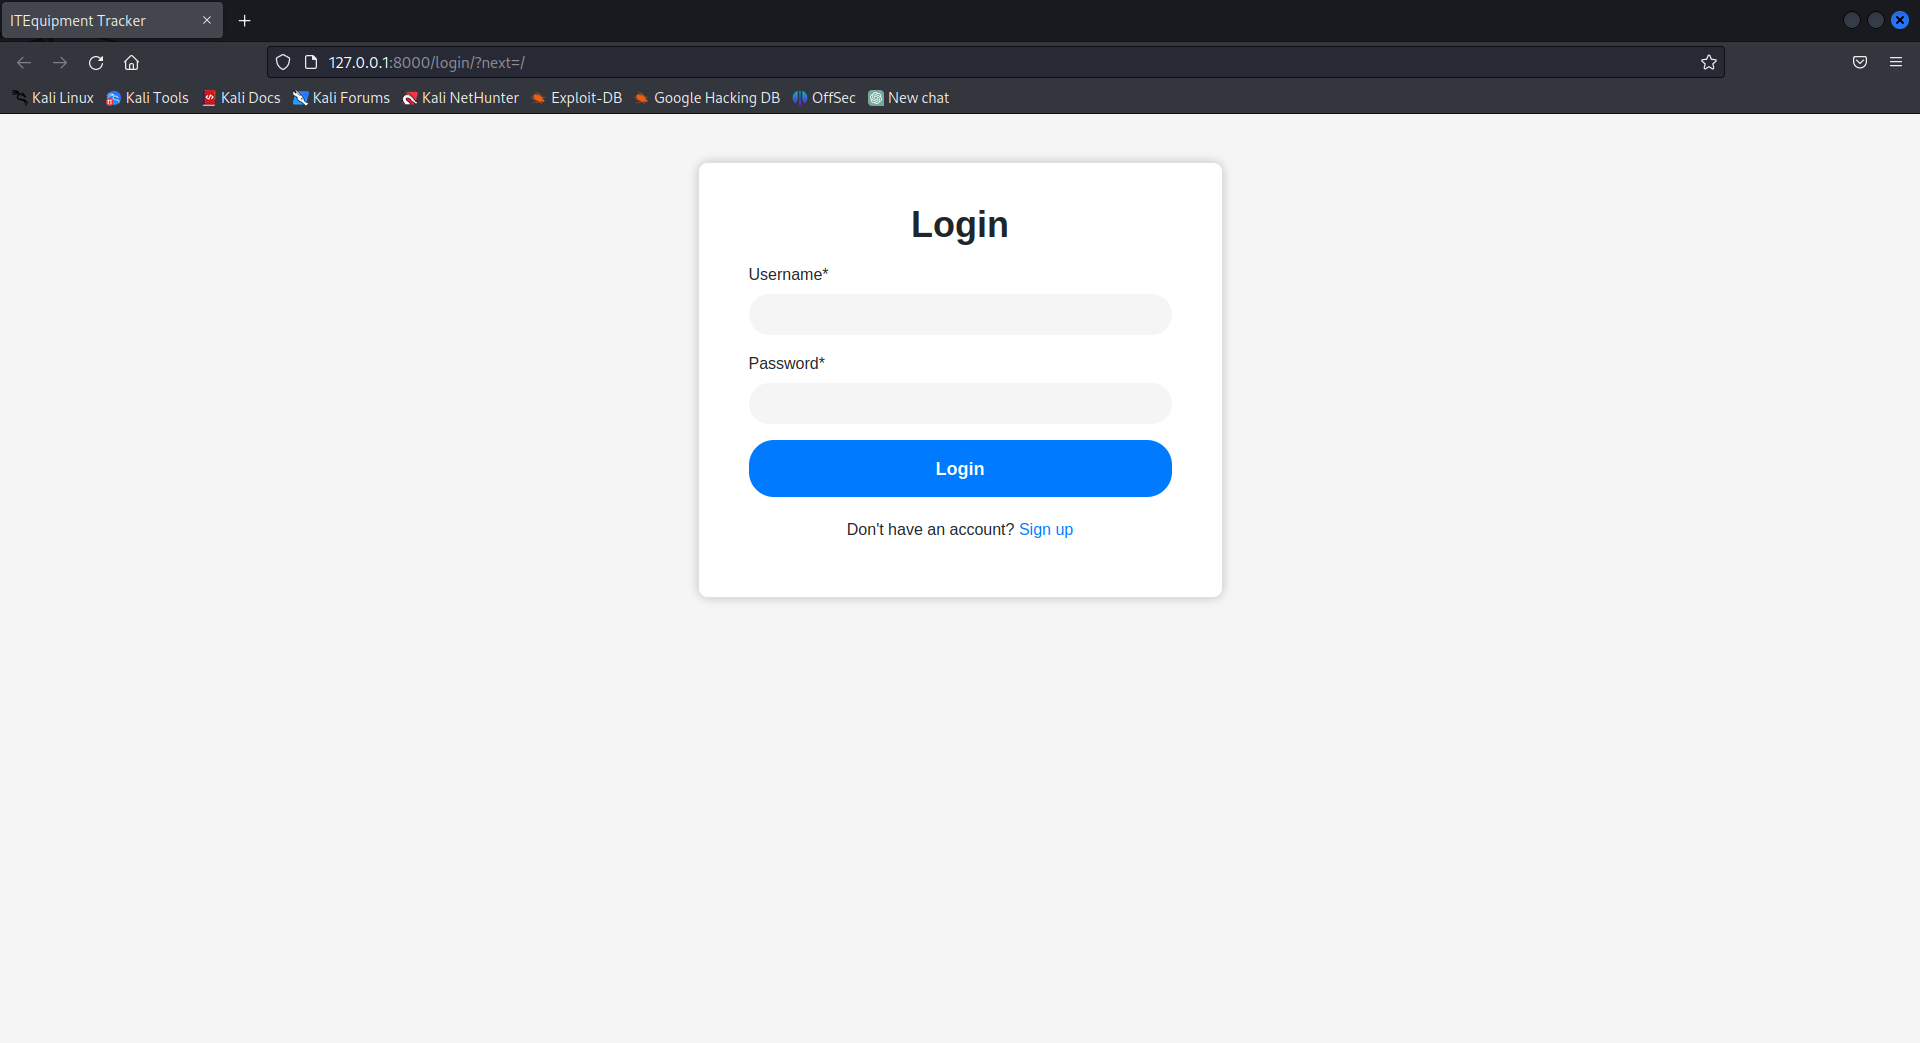 ITEquipment Tracker
127.0.0.1:8000/login/?next=/
Kali Linux Kali Tools Kali Docs Kali Forums Kali NetHunter Exploit-DB Google Hacking DB OffSec New chat
Login
Username*
Password*
Login
Don't have an account? Sign up